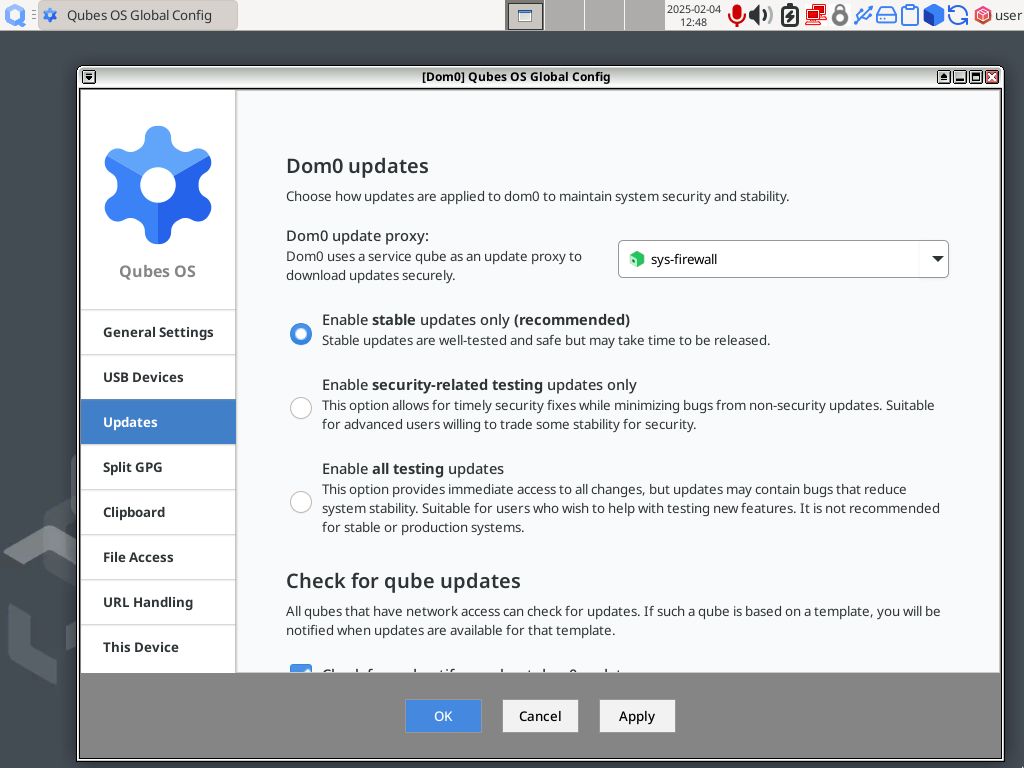 Qubes OS Global Config
2025-02-04
12:48
user
[Dom0] Qubes OS Global Config
Qubes OS
General Settings
USB Devices
Updates
Split GPG
Clipboard
File Access
URL Handling
This Device
Dom0 updates
Choose how updates are applied to dom0 to maintain system security and stability.
Dom0 update proxy:
Dom0 uses a service qube as an update proxy to
download updates securely.
sys-firewall
Enable stable updates only (recommended)
Stable updates are well-tested and safe but may take time to be released.
Enable security-related testing updates only
This option allows for timely security fixes while minimizing bugs from non-security updates. Suitable
for advanced users willing to trade some stability for security.
Enable all testing updates
This option provides immediate access to all changes, but updates may contain bugs that reduce
system stability. Suitable for users who wish to help with testing new features. It is not recommended
for stable or production systems.
Check for qube updates
All qubes that have network access can check for updates. If such a qube is based on a template, you will be
notified when updates are available for that template.
OK
Cancel
Apply